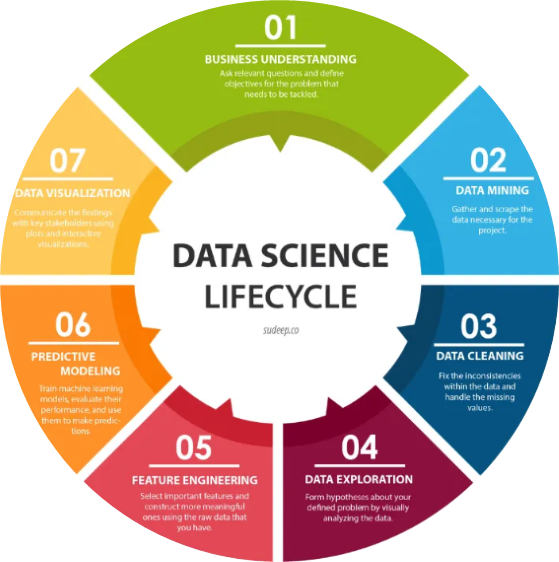 01
BUSINESS UNDERSTANDING
Ask relevant questions and define
objectives for the problem that
needs to be tackled.
02
DATA MINING
Gather and scrape the
data necessary for the
project.
03
DATA CLEANING
Fix the inconsistencies
within the data and
handle the missing
values.
04
DATA EXPLORATION
Form hypotheses about your
defined problem by visually
analyzing the data.
05
FEATURE ENGINEERING
Select important features and
construct more meaningful
ones using the raw data that
you have.
06
PREDICTIVE
MODELING
Train machine learning
models, evaluate their
performance, and use
them to make predic-
tions
07
DATA VISUALIZATION
Communicate the findings
with key stakeholders using
plots and interactive
visualizations.
DATA SCIENCE
LIFECYCLE
sudeep.co